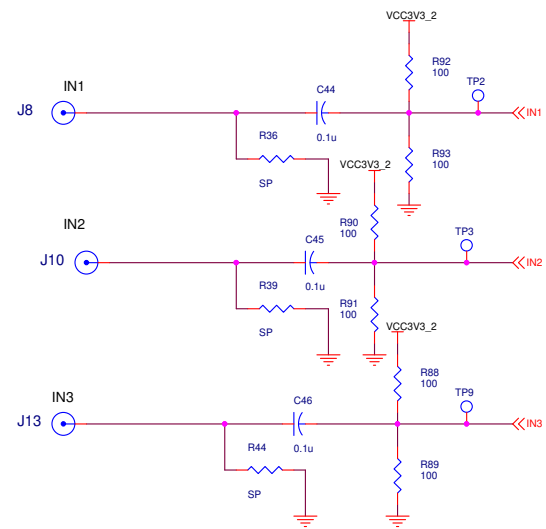 VCC3V3_2
R92
100
IN1
C44
TP2
J8
IN1
R36
0.1u
R93
100
VCC3V3_2
SP
IN2
R90
100
C45
TP3
J10
IN2
R39
0.1u
R91
100
SP
VCC3V3_2
R88
100
IN3
C46
TP9
J13
IN3
R44
0.1u
R89
100
SP